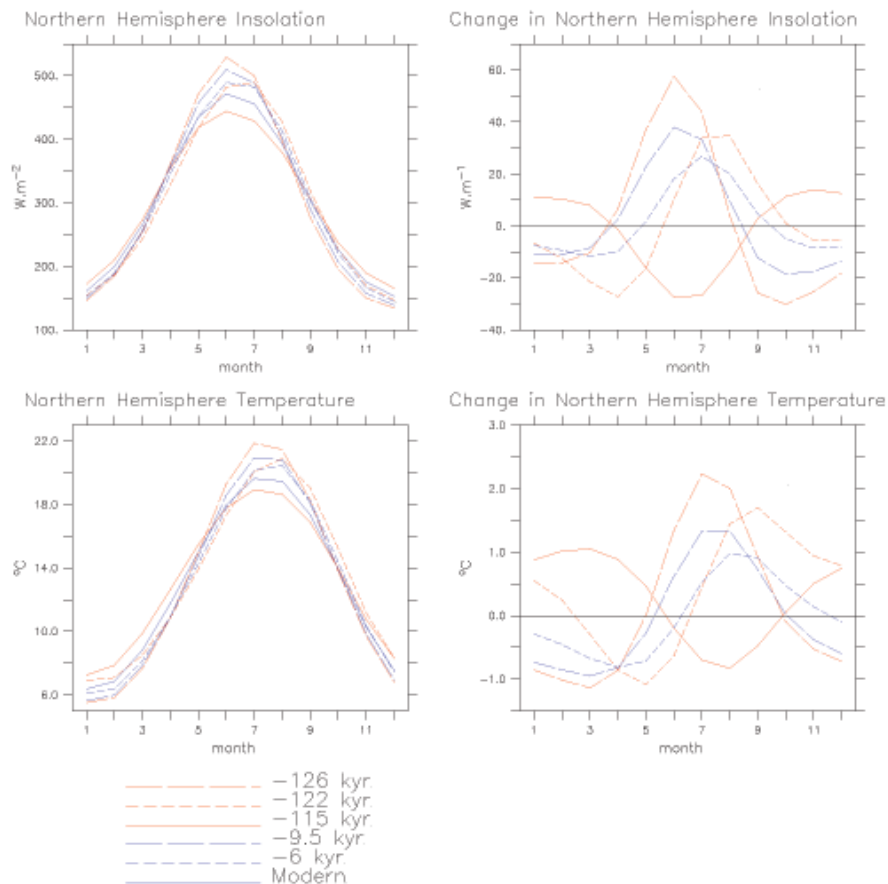 Northern Hemisphere Insolation
500.
400.
300.
200.
100.
W.m-2
1 3 5 7 9 11
month
Change in Northern Hemisphere Insolation
60.
40.
20.
0.
-20.
-40.
W.m-1
1 3 5 7 9 11
month
Northern Hemisphere Temperature
22.0
18.0
14.0
10.0
6.0
ºC
1 3 5 7 9 11
month
Change in Northern Hemisphere Temperature
3.0
2.0
1.0
0.0
-1.0
ºC
1 3 5 7 9 11
month
-126 kyr.
-122 kyr.
-115 kyr.
-9.5 kyr.
-6 kyr.
Modern